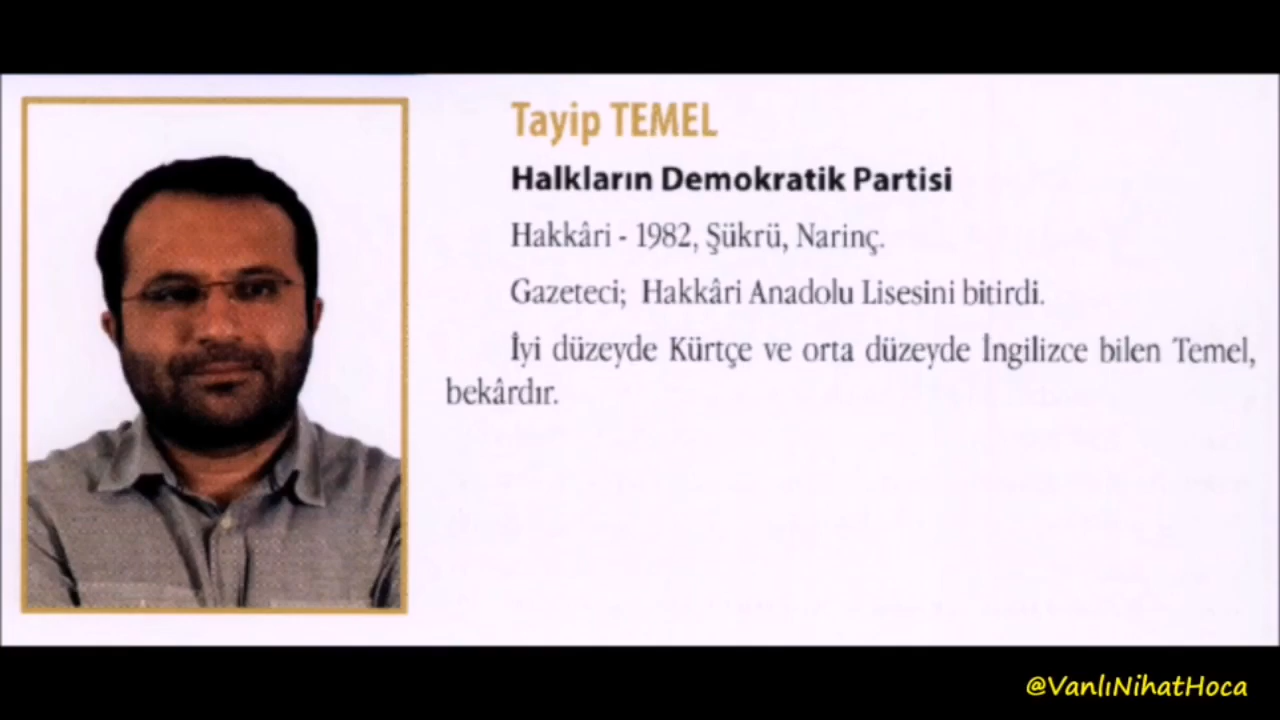 Tayip TEMEL
Halkların Demokratik Partisi
Hakkâri - 1982, Şükrü, Narinç.
Gazeteci; Hakkâri Anadolu Lisesini bitirdi.
İyi düzeyde Kürtçe ve orta düzeyde İngilizce bilen Temel,
bekârdır.
@VanlıNihatHoca